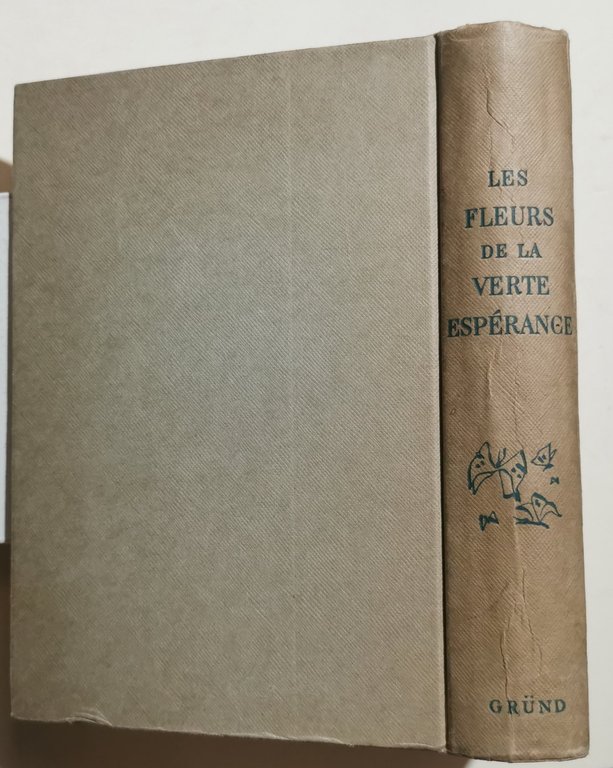 LES
FLEURS
DE LA
VERTE
ESPÉRANCE
GRÜND